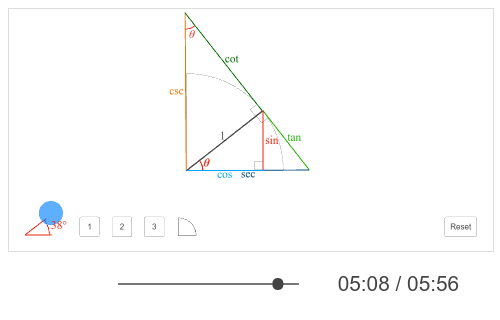 θ
cot
csc
1
sin
tan
θ
cos
sec
38°
1
2
3
Reset
05:08 / 05:56